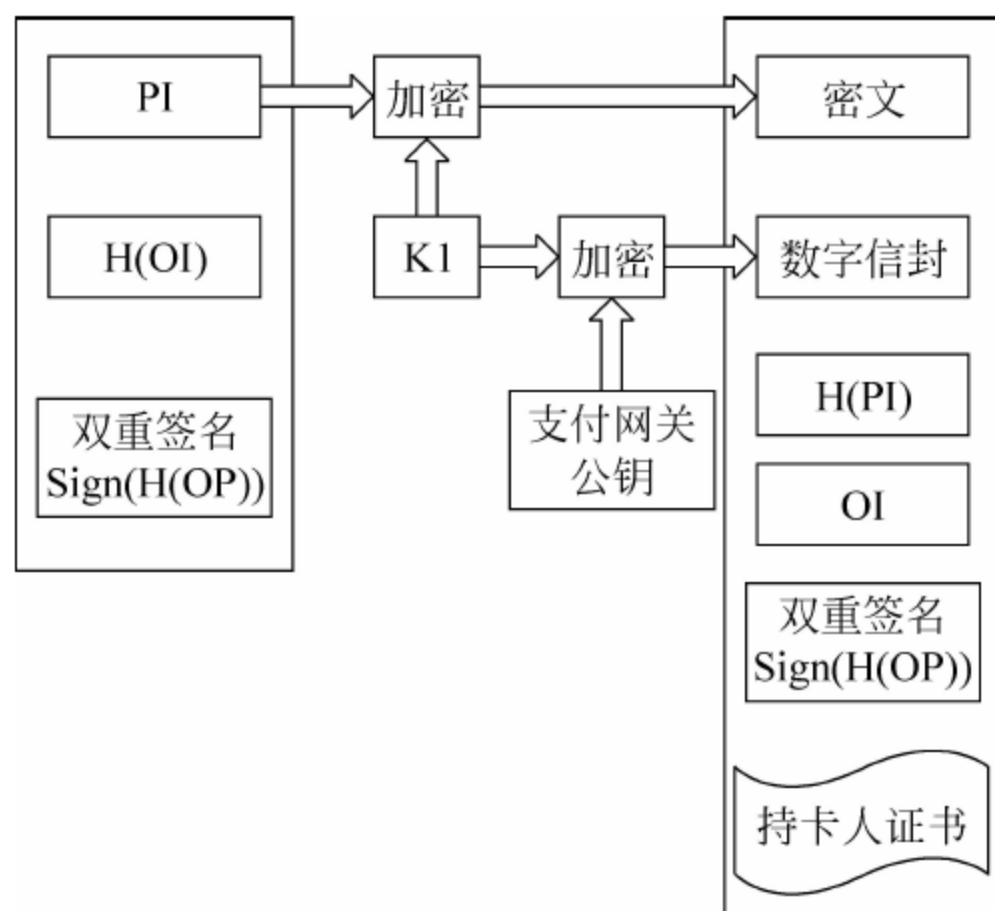 PI
加密
密文
H(OI)
K1
加密
数字信封
双重签名
Sign(H(OP))
支付网关
公钥
H(PI)
OI
双重签名
Sign(H(OP))
持卡人证书